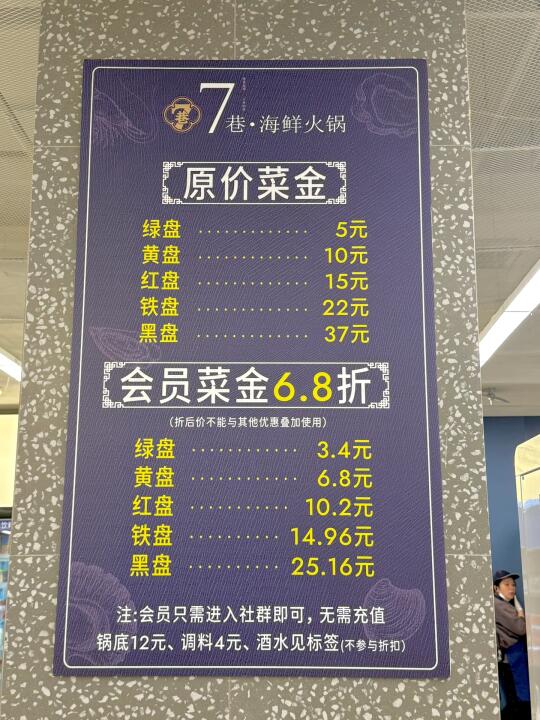 巷
7巷·海鲜火锅
原价菜金
绿盘 ············ 5元
黄盘 ············ 10元
红盘 ············ 15元
铁盘 ············ 22元
黑盘 ············ 37元
会员菜金6.8折
(折后价不能与其他优惠叠加使用)
绿盘 ··········· 3.4元
黄盘 ··········· 6.8元
红盘 ·········· 10.2元
铁盘 ········· 14.96元
黑盘 ········· 25.16元
注:会员只需进入社群即可,无需充值
锅底12元、调料4元、酒水见标签(不参与折扣)